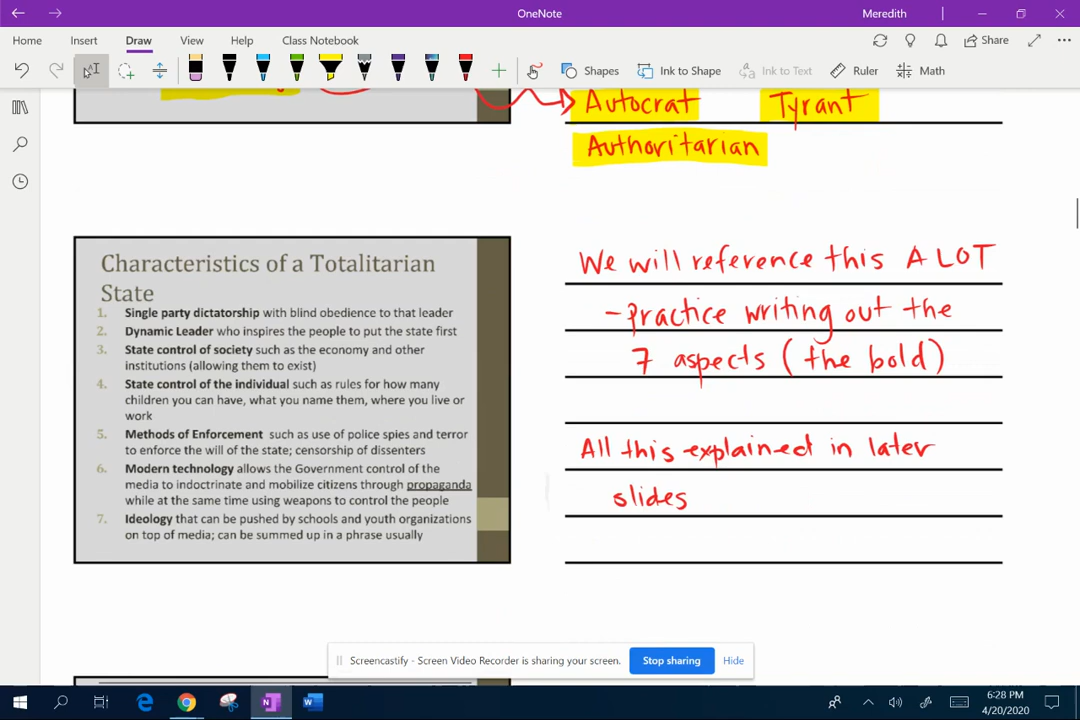 OneNote
Meredith
Home Insert Draw View Help Class Notebook Share
Shapes Ink to Shape Ink to Text Ruler Math
Autocrat Tyrant
Authoritarian
Characteristics of a Totalitarian
State
1. Single party dictatorship with blind obedience to that leader
2. Dynamic Leader who inspires the people to put the state first
3. State control of society such as the economy and other
institutions (allowing them to exist)
4. State control of the individual such as rules for how many
children you can have, what you name them, where you live or
work
5. Methods of Enforcement such as use of police spies and terror
to enforce the will of the state; censorship of dissenters
6. Modern technology allows the Government control of the
media to indoctrinate and mobilize citizens through propaganda
while at the same time using weapons to control the people
7. Ideology that can be pushed by schools and youth organizations
on top of media; can be summed up in a phrase usually
We will reference this A LOT
- practice writing out the
7 aspects (the bold)
All this explained in later
slides
Screencastify - Screen Video Recorder is sharing your screen. Stop sharing Hide
6:28 PM
4/20/2020